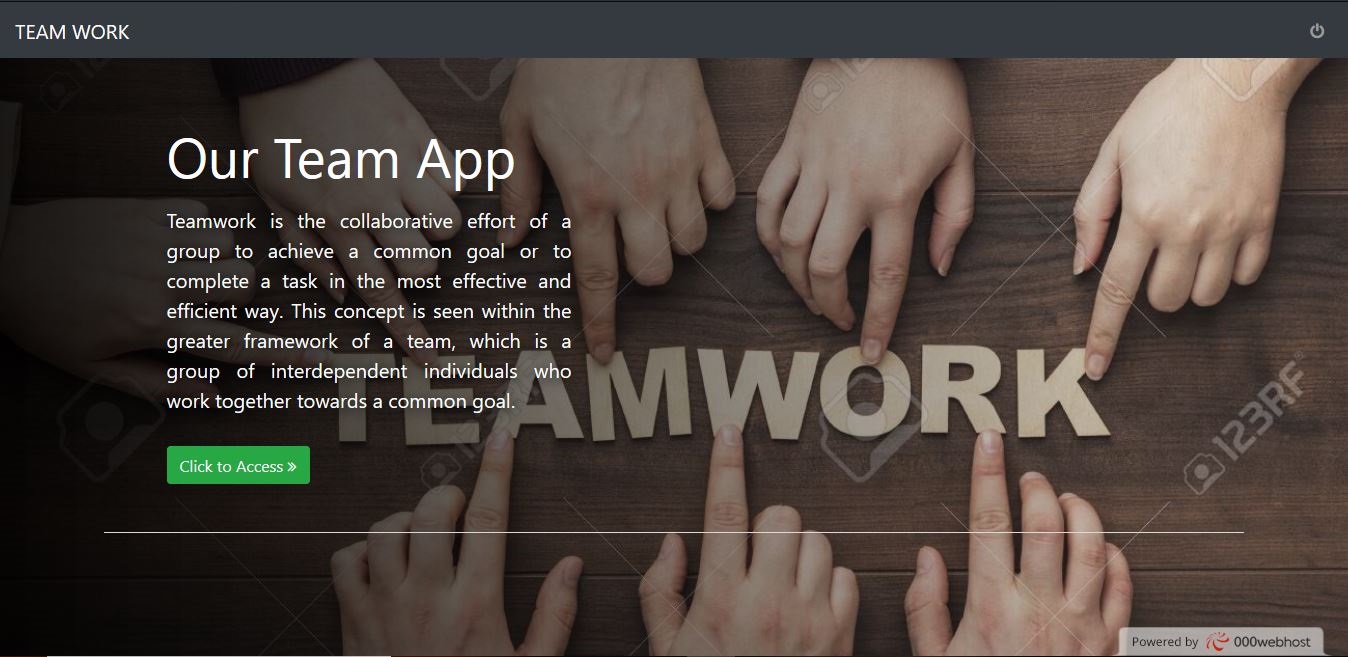 TEAM WORK
Our Team App
Teamwork is the collaborative effort of a
group to achieve a common goal or to
complete a task in the most effective and
efficient way. This concept is seen within the
greater framework of a team, which is a
group of interdependent individuals who
work together towards a common goal.
TEAMWORK
Click to Access »
123RF®
Powered by 000webhost